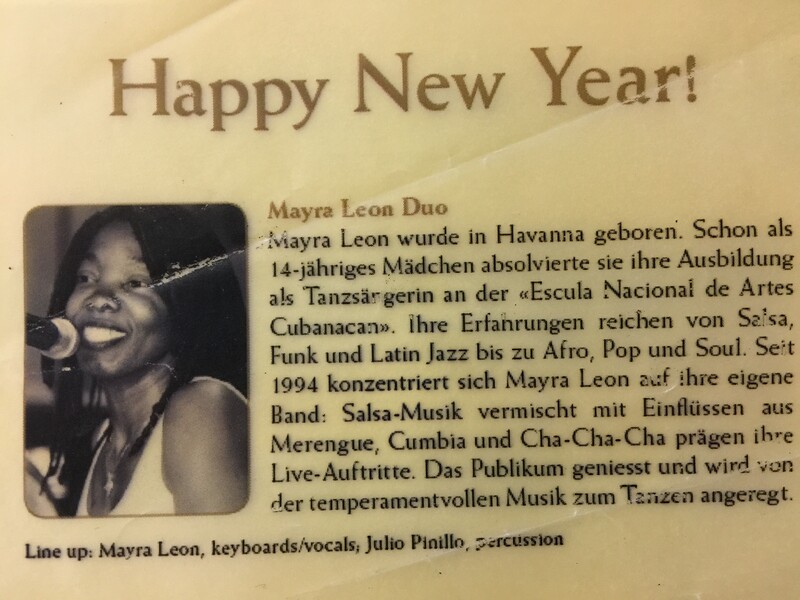 Happy New Year!
Mayra Leon Duo
Mayra Leon wurde in Havanna geboren. Schon als
14-jähriges Mädchen absolvierte sie ihre Ausbildung
als Tanzsängerin an der «Escula Nacional de Artes
Cubanacan». Ihre Erfahrungen reichen von Salsa,
Funk und Latin Jazz bis zu Afro, Pop und Soul. Seit
1994 konzentriert sich Mayra Leon auf ihre eigene
Band: Salsa-Musik vermischt mit Einflüssen aus
Merengue, Cumbia und Cha-Cha-Cha prägen ihre
Live-Auftritte. Das Publikum geniesst und wird von
der temperamentvollen Musik zum Tanzen angeregt.
Line up: Mayra Leon, keyboards/vocals; Julio Pinillo, percussion